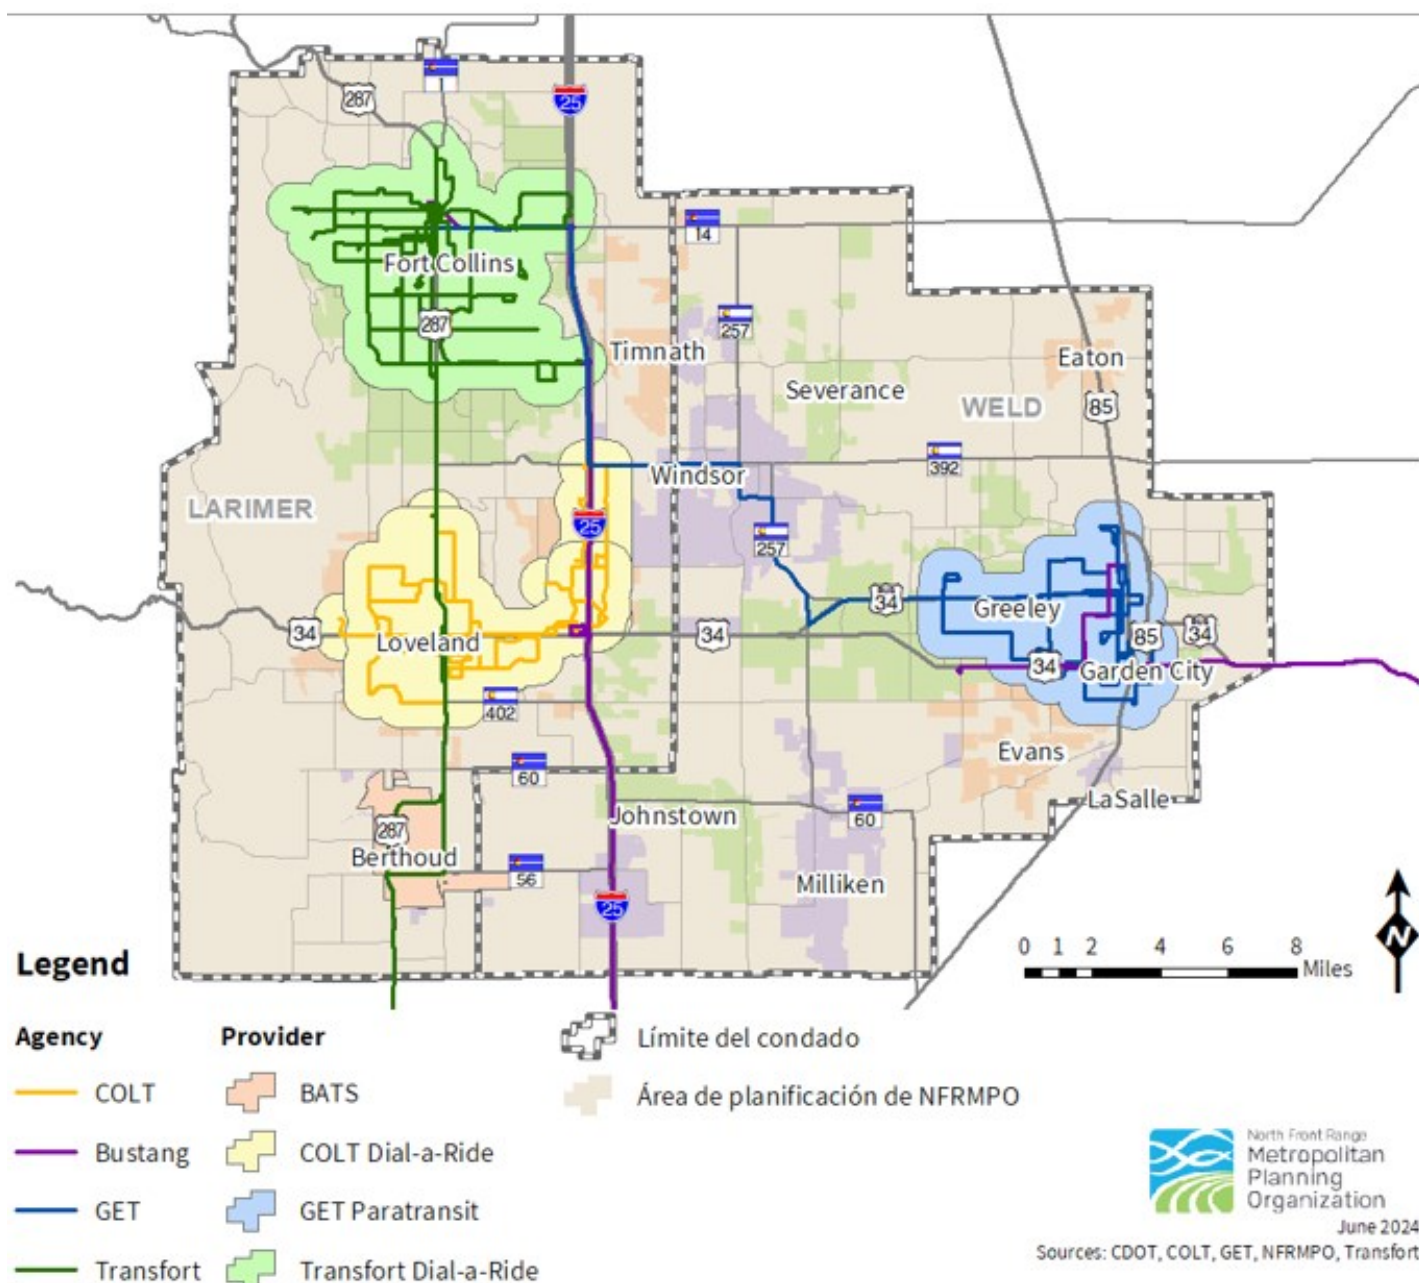 287
25
14
Fort Collins
287
257
Timnath
Eaton
Severance
WELD
85
392
Windsor
LARIMER
25
257
34
Greeley
34
Loveland
34
85
34
34
Garden City
402
Evans
60
LaSalle
60
Johnstown
287
Berthoud
56
Milliken
25
N
0 1 2 4 6 8
Miles
Legend
Agency
Provider
COLT
BATS
Bustang
COLT Dial-a-Ride
GET
GET Paratransit
Transfort
Transfort Dial-a-Ride
Límite del condado
Área de planificación de NFRMPO
North Front Range
Metropolitan
Planning
Organization
June 2024
Sources: CDOT, COLT, GET, NFRMPO, Transfort